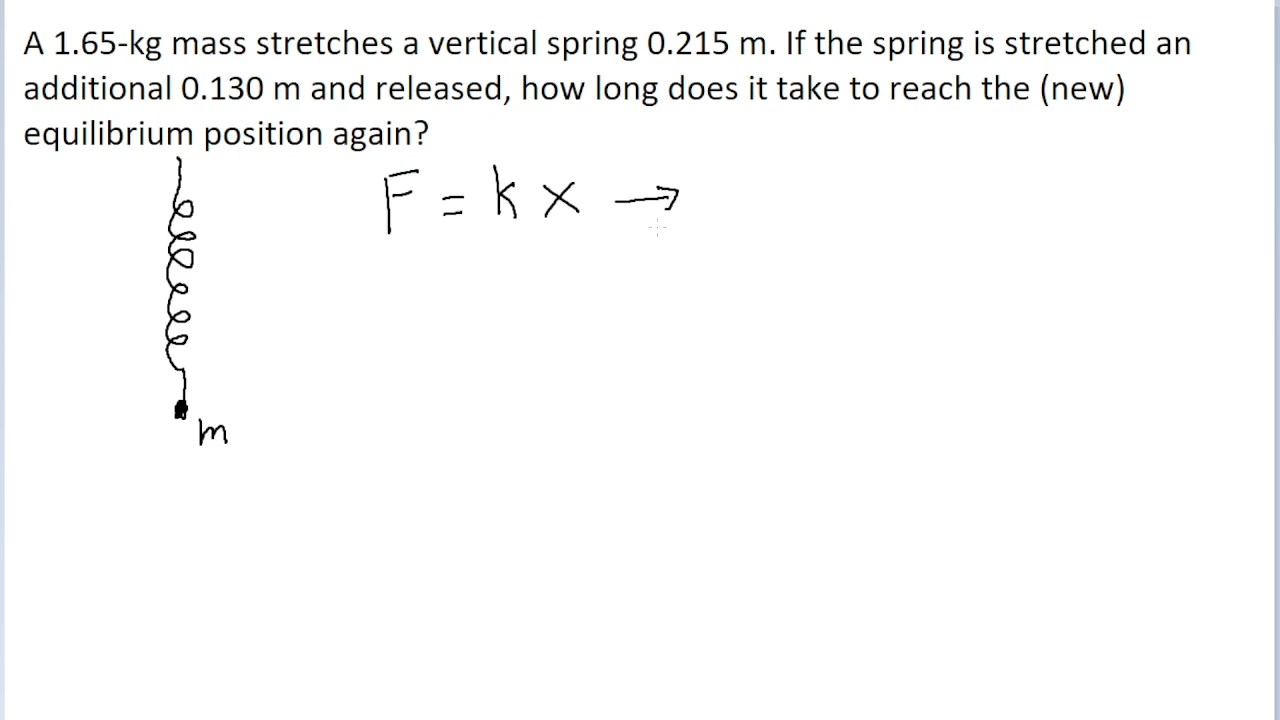 A 1.65-kg mass stretches a vertical spring 0.215 m. If the spring is stretched an
additional 0.130 m and released, how long does it take to reach the (new)
equilibrium position again?
F = k x →
m